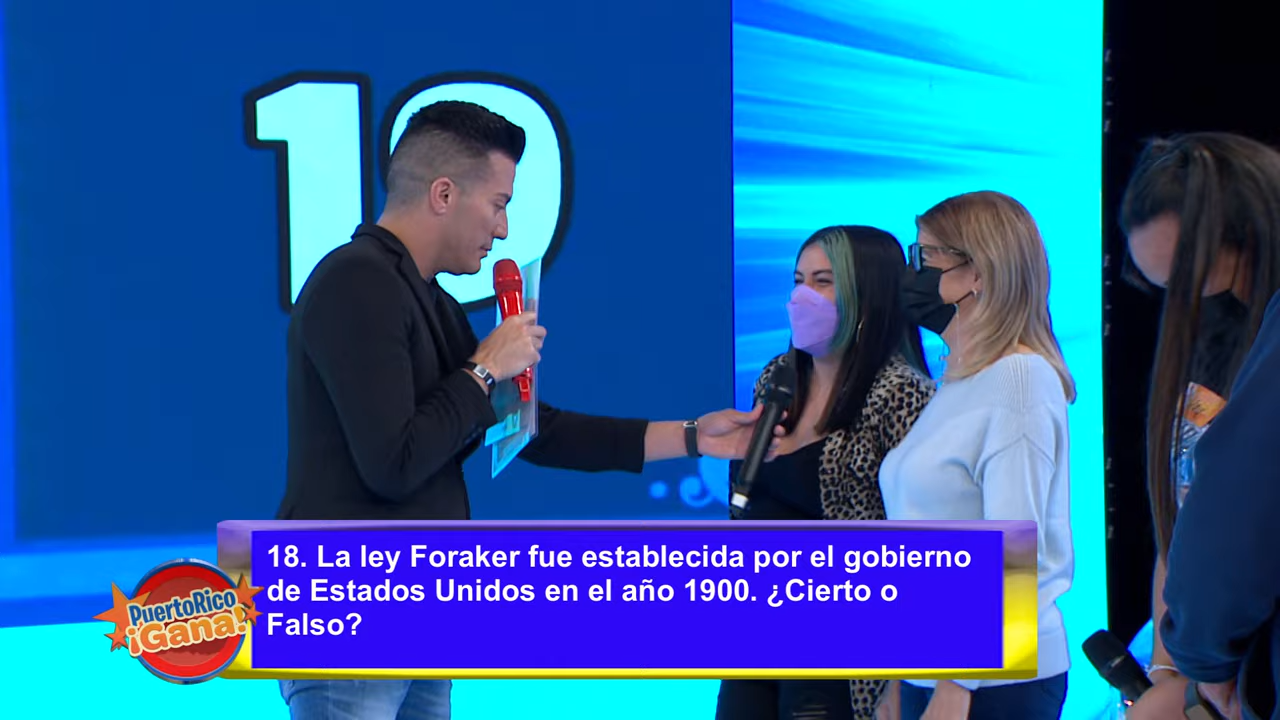 10
18. La ley Foraker fue establecida por el gobierno
de Estados Unidos en el año 1900. ¿Cierto o
Falso?
PuertoRico
¡Gana!